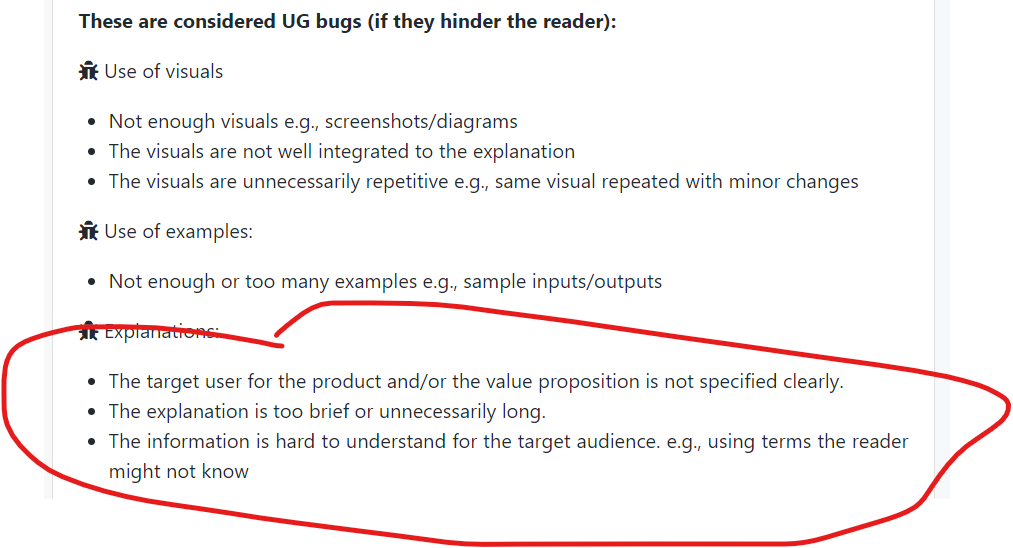 These are considered UG bugs (if they hinder the reader):
Use of visuals
Not enough visuals e.g., screenshots/diagrams
The visuals are not well integrated to the explanation
The visuals are unnecessarily repetitive e.g., same visual repeated with minor changes
Use of examples:
Not enough or too many examples e.g., sample inputs/outputs
Explanations:
The target user for the product and/or the value proposition is not specified clearly.
The explanation is too brief or unnecessarily long.
The information is hard to understand for the target audience. e.g., using terms the reader
might not know